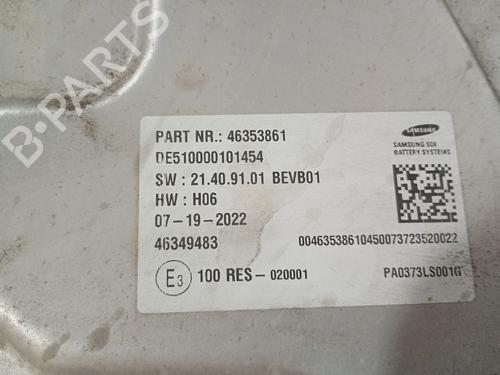 B-PARTS
PART NR.: 46353861
SAMSUNG
SAMSUNG SDI
BATTERY SYSTEMS
DE510000101454
SW : 21.40.91.01 BEVB01
HW : H06
07-19-2022
46349483
00463538610450073723520022
E3 100 RES-020001
PA0373LS001G